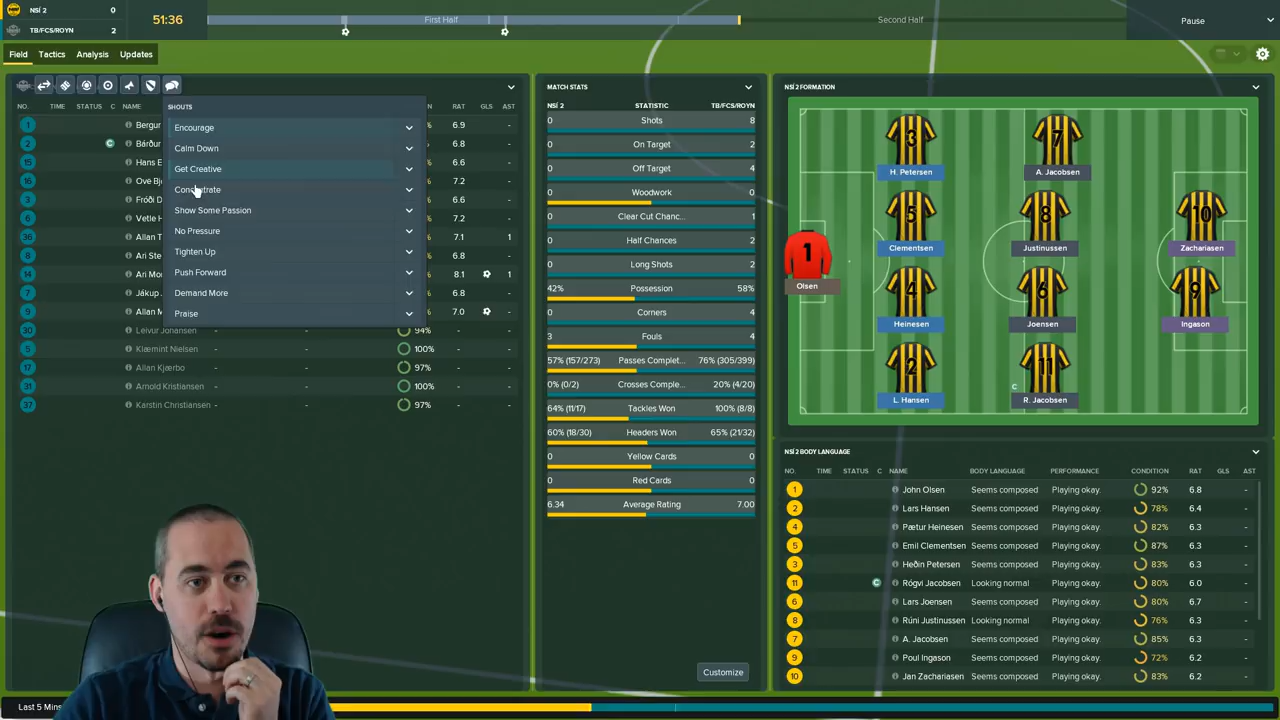 NSÍ 2 0
TB/FCS/ROYN 2
51:36
First Half
Second Half
Pause
Field Tactics Analysis Updates
NO. TIME STATUS C NAME RAT GLS AST
SHOUTS
Encourage
Calm Down
Get Creative
Concentrate
Show Some Passion
No Pressure
Tighten Up
Push Forward
Demand More
Praise
1 Bergur % 6.9 -
2 C Bárður % 6.8 -
15 Hans E % 6.6 -
16 Ove Bj % 7.2 -
3 Fróði D % 6.6 -
6 Vetle H % 7.2 -
36 Allan T % 7.1 1
8 Ari Ste % 6.8 -
14 Ari Mo % 8.1 1
7 Jákup % 6.8 -
9 Allan M % 7.0 -
30 Leivur Johansen - 94% - - -
5 Klæmint Nielsen - 100% - - -
17 Allan Kjærbo - 97% - - -
31 Arnold Kristiansen - 100% - - -
37 Karstin Christiansen - 97% - - -
MATCH STATS
NSÍ 2 STATISTIC TB/FCS/ROYN
0 Shots 8
0 On Target 2
0 Off Target 4
0 Woodwork 0
0 Clear Cut Chanc... 1
0 Half Chances 2
0 Long Shots 2
42% Possession 58%
0 Corners 4
3 Fouls 4
57% (157/273) Passes Complet... 76% (305/399)
0% (0/2) Crosses Comple... 20% (4/20)
64% (11/17) Tackles Won 100% (8/8)
60% (18/30) Headers Won 65% (21/32)
0 Yellow Cards 0
0 Red Cards 0
6.34 Average Rating 7.00
Customize
NSÍ 2 FORMATION
3 H. Petersen
7 A. Jacobsen
5 Clementsen
8 Justinussen
10 Zachariasen
1 Olsen
4 Heinesen
6 Joensen
9 Ingason
2 L. Hansen
C 11 R. Jacobsen
NSÍ 2 BODY LANGUAGE
NO. TIME STATUS C NAME BODY LANGUAGE PERFORMANCE CONDITION RAT GLS AST
1 John Olsen Seems composed Playing okay. 92% 6.8 -
2 Lars Hansen Seems composed Playing okay. 78% 6.4 -
4 Pætur Heinesen Seems composed Playing okay. 82% 6.3 -
5 Emil Clementsen Seems composed Playing okay. 87% 6.3 -
3 Heðin Petersen Seems composed Playing okay. 83% 6.3 -
11 C Rógvi Jacobsen Looking normal Playing okay. 80% 6.0 -
6 Lars Joensen Seems composed Playing okay. 80% 6.7 -
8 Rúni Justinussen Looking normal Playing okay. 76% 6.3 -
7 A. Jacobsen Seems composed Playing okay. 85% 6.3 -
9 Poul Ingason Seems composed Playing okay. 72% 6.2 -
10 Jan Zachariasen Seems composed Playing okay. 83% 6.2 -
Last 5 Mins